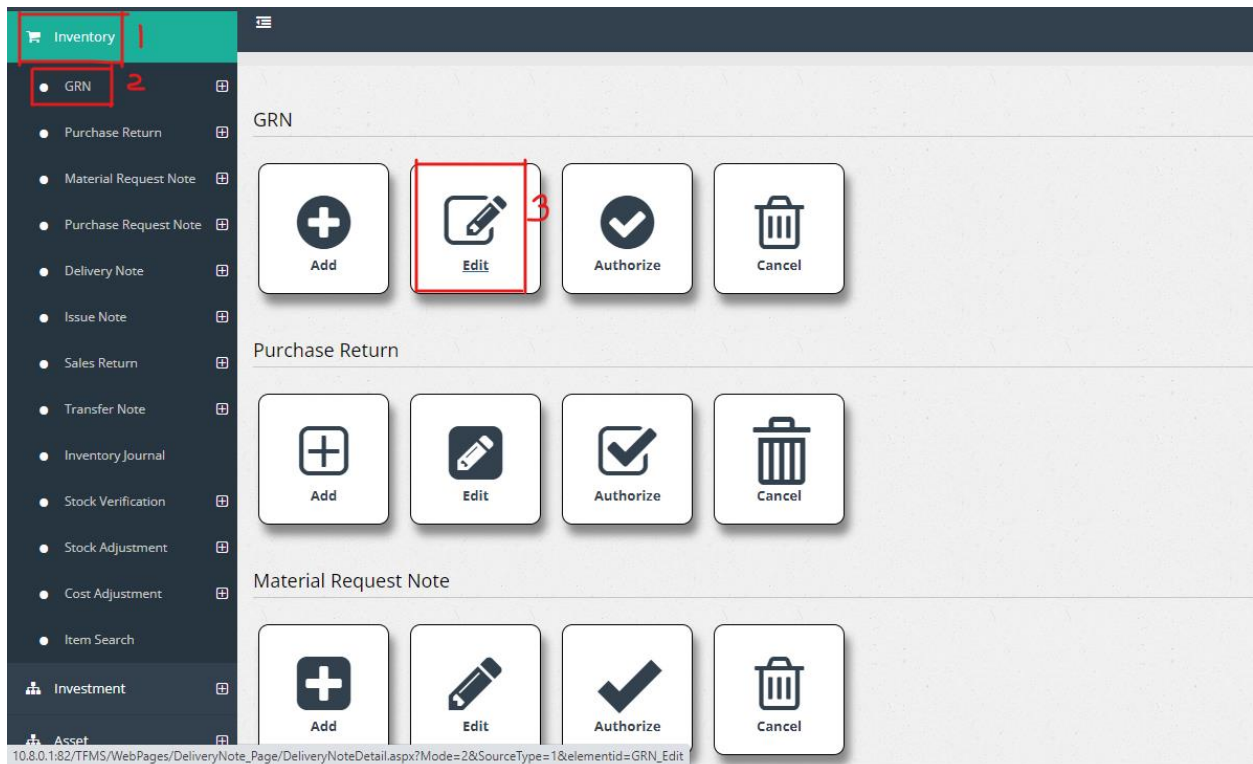 Inventory 1
GRN 2
Purchase Return
Material Request Note
Purchase Request Note
Delivery Note
Issue Note
Sales Return
Transfer Note
Inventory Journal
Stock Verification
Stock Adjustment
Cost Adjustment
Item Search
Investment
Asset
10.8.0.1:82/TFMS/WebPages/DeliveryNote_Page/DeliveryNoteDetail.aspx?Mode=2&SourceType=1&elementid=GRN_Edit
GRN
3
Add Edit Authorize Cancel
Purchase Return
Add Edit Authorize Cancel
Material Request Note
Add Edit Authorize Cancel